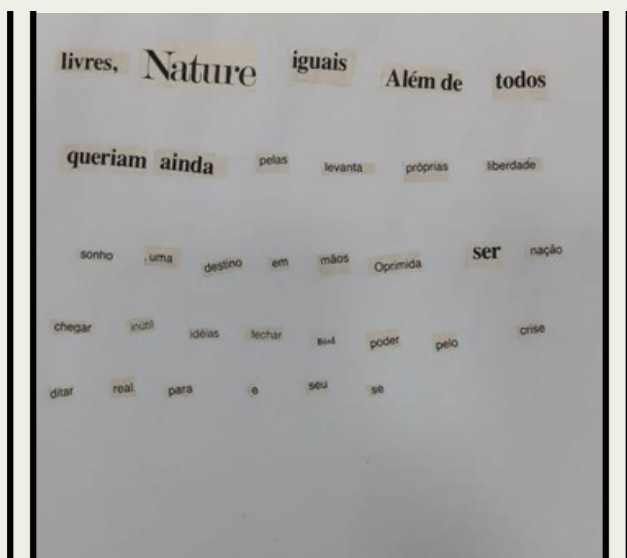 livres, Nature iguais Além de todos
queriam ainda pelas levanta próprias liberdade
sonho uma destino em mãos Oprimida ser nação
chegar inútil idéias fechar poder pelo crise
ditar real para e seu se